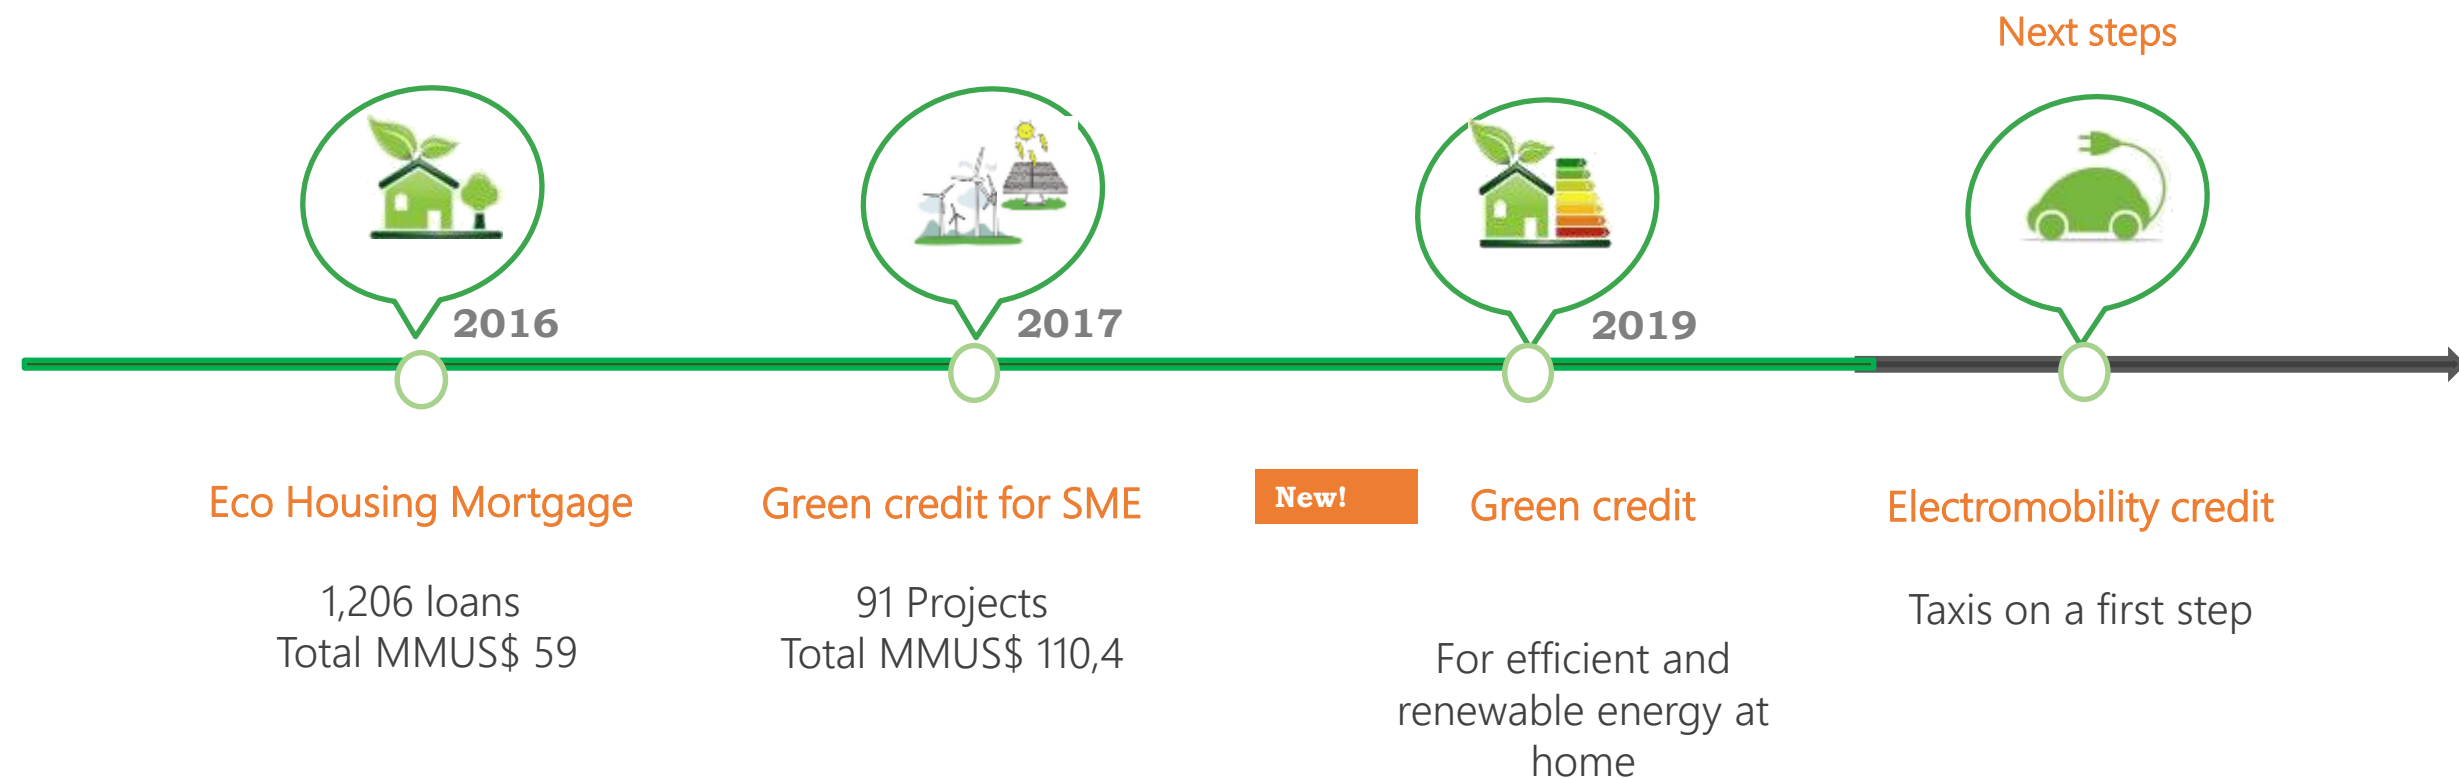 Next steps
2016
2017
2019
Eco Housing Mortgage
1,206 loans
Total MMUS$ 59
Green credit for SME
91 Projects
Total MMUS$ 110,4
New!
Green credit
For efficient and
renewable energy at
home
Electromobility credit
Taxis on a first step